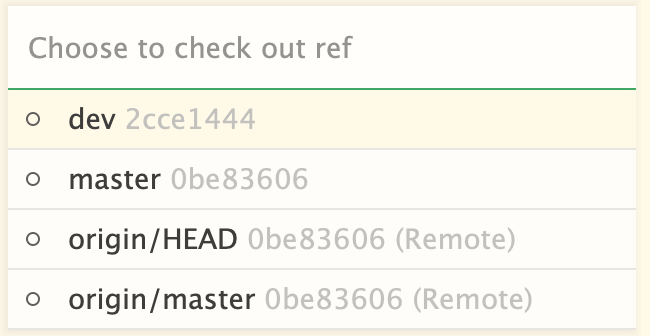 Choose to check out ref
dev 2cce1444
master 0be83606
origin/HEAD 0be83606 (Remote)
origin/master 0be83606 (Remote)